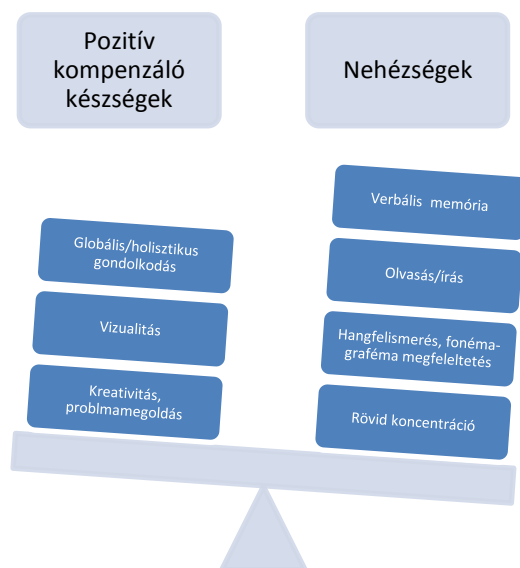 Pozitív
kompenzáló
készségek
Nehézségek
Globális/holisztikus
gondolkodás
Vizualitás
Kreativitás,
problmamegoldás
Verbális memória
Olvasás/írás
Hangfelismerés, fonéma-
graféma megfeleltetés
Rövid koncentráció